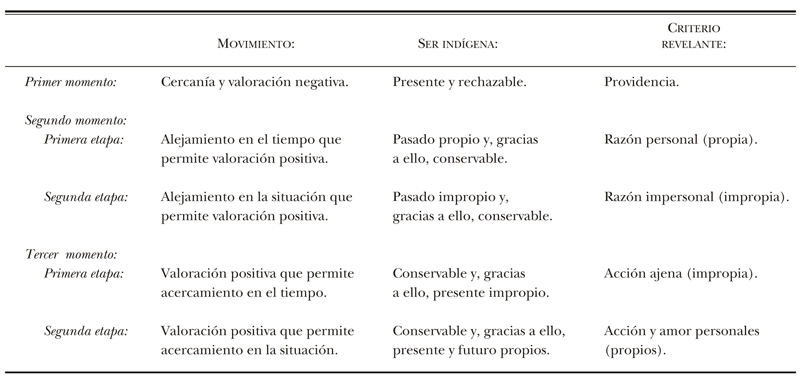 CRITERIO
MOVIMIENTO: SER INDÍGENA: REVELANTE:
Primer momento: Cercanía y valoración negativa. Presente y rechazable. Providencia.
Segundo momento:
Primera etapa: Alejamiento en el tiempo que Pasado propio y, gracias Razón personal (propia).
permite valoración positiva. a ello, conservable.
Segunda etapa: Alejamiento en la situación que Pasado impropio y, Razón impersonal (impropia).
permite valoración positiva. gracias a ello, conservable.
Tercer momento:
Primera etapa: Valoración positiva que permite Conservable y, gracias Acción ajena (impropia).
acercamiento en el tiempo. a ello, presente impropio.
Segunda etapa: Valoración positiva que permite Conservable y, gracias a ello, Acción y amor personales
acercamiento en la situación. presente y futuro propios. (propios).